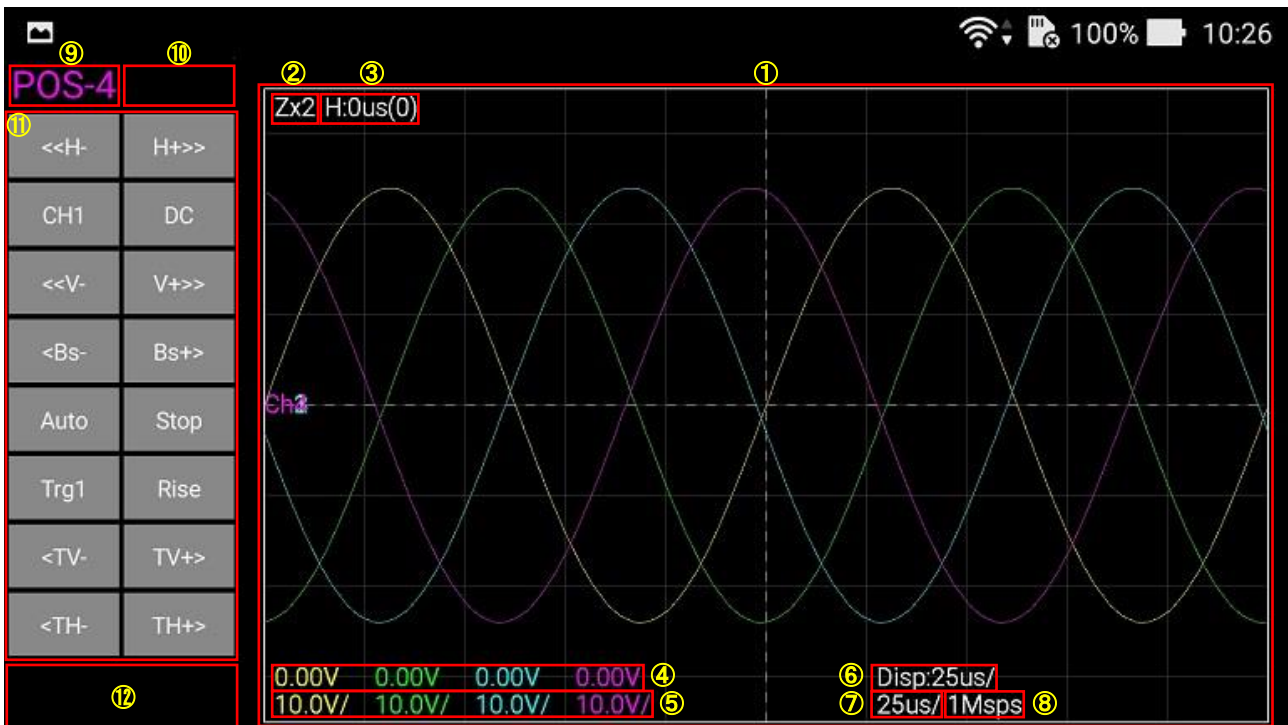 100% 10:26
⑨ ⑩
POS-4
② ③ ①
Zx2 H:0us(0)
⑪
<<H- H+>>
CH1 DC
<<V- V+>>
<Bs- Bs+>
Auto Stop
Trg1 Rise
<TV- TV+>
<TH- TH+>
⑫
0.00V 0.00V 0.00V 0.00V ④
10.0V/ 10.0V/ 10.0V/ 10.0V/ ⑤
⑥ Disp:25us/
⑦ 25us/ 1Msps ⑧